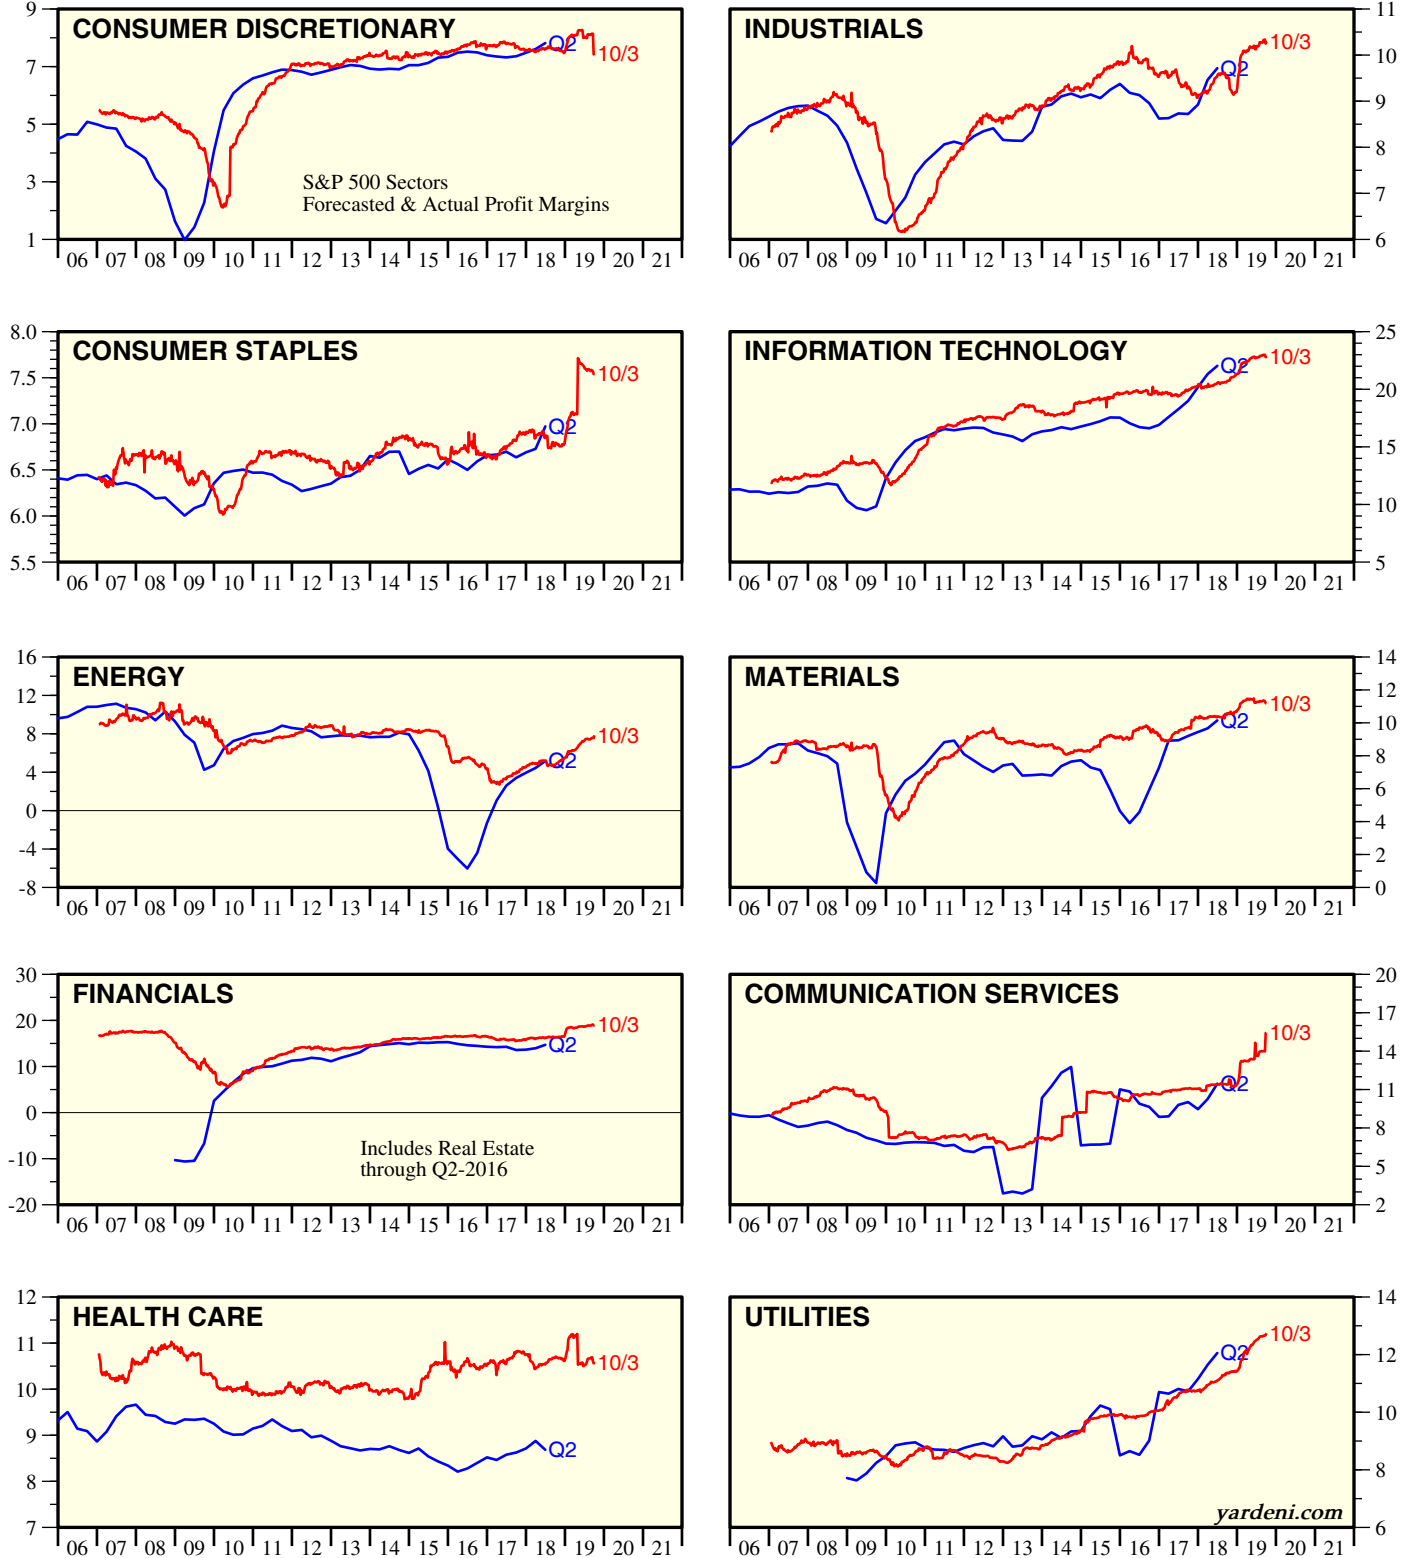 CONSUMER DISCRETIONARY
9
7
5
3
1
Q2
10/3
S&P 500 Sectors
Forecasted & Actual Profit Margins
06 07 08 09 10 11 12 13 14 15 16 17 18 19 20 21
INDUSTRIALS
11
10
9
8
7
6
10/3
Q2
06 07 08 09 10 11 12 13 14 15 16 17 18 19 20 21
CONSUMER STAPLES
8.0
7.5
7.0
6.5
6.0
5.5
10/3
Q2
06 07 08 09 10 11 12 13 14 15 16 17 18 19 20 21
INFORMATION TECHNOLOGY
25
20
15
10
5
10/3
Q2
06 07 08 09 10 11 12 13 14 15 16 17 18 19 20 21
ENERGY
16
12
8
4
0
-4
-8
10/3
Q2
06 07 08 09 10 11 12 13 14 15 16 17 18 19 20 21
MATERIALS
14
12
10
8
6
4
2
0
10/3
Q2
06 07 08 09 10 11 12 13 14 15 16 17 18 19 20 21
FINANCIALS
30
20
10
0
-10
-20
10/3
Q2
Includes Real Estate
through Q2-2016
06 07 08 09 10 11 12 13 14 15 16 17 18 19 20 21
COMMUNICATION SERVICES
20
17
14
11
8
5
2
10/3
Q2
06 07 08 09 10 11 12 13 14 15 16 17 18 19 20 21
HEALTH CARE
12
11
10
9
8
7
10/3
Q2
06 07 08 09 10 11 12 13 14 15 16 17 18 19 20 21
UTILITIES
14
12
10
8
6
10/3
Q2
yardeni.com
06 07 08 09 10 11 12 13 14 15 16 17 18 19 20 21